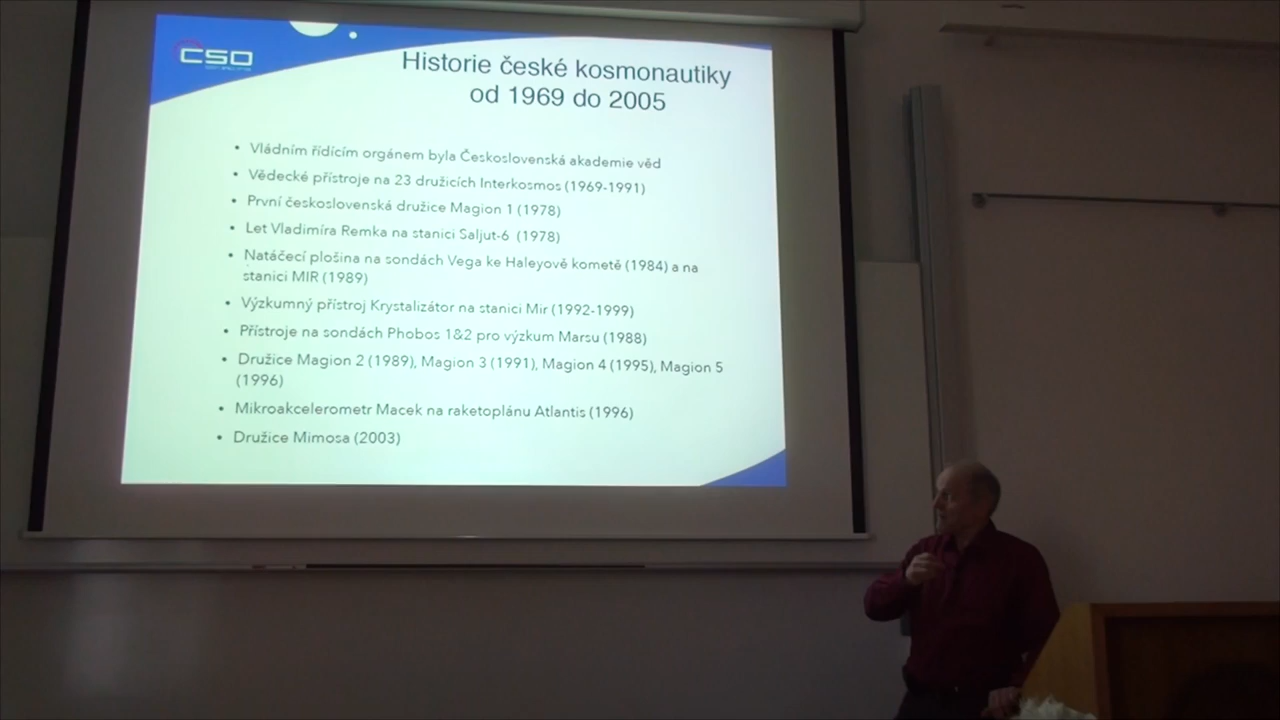 CSO
Historie české kosmonautiky
od 1969 do 2005
• Vládním řídícím orgánem byla Československá akademie věd
• Vědecké přístroje na 23 družicích Interkosmos (1969-1991)
• První československá družice Magion 1 (1978)
• Let Vladimíra Remka na stanici Saljut-6 (1978)
• Natáčecí plošina na sondách Vega ke Haleyově kometě (1984) a na
stanici MIR (1989)
• Výzkumný přístroj Krystalizátor na stanici Mir (1992-1999)
• Přístroje na sondách Phobos 1&2 pro výzkum Marsu (1988)
• Družice Magion 2 (1989), Magion 3 (1991), Magion 4 (1995), Magion 5
(1996)
• Mikroakcelerometr Macek na raketoplánu Atlantis (1996)
• Družice Mimosa (2003)